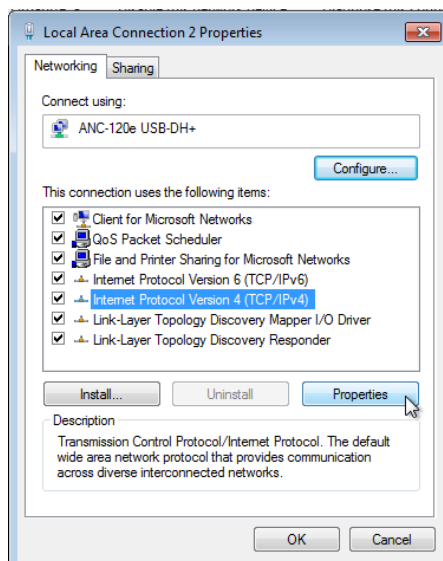 Local Area Connection 2 Properties
Networking
Sharing
Connect using:
ANC-120e USB-DH+
Configure...
This connection uses the following items:
Client for Microsoft Networks
QoS Packet Scheduler
File and Printer Sharing for Microsoft Networks
Internet Protocol Version 6 (TCP/IPv6)
Internet Protocol Version 4 (TCP/IPv4)
Link-Layer Topology Discovery Mapper I/O Driver
Link-Layer Topology Discovery Responder
Install...
Uninstall
Properties
Description
Transmission Control Protocol/Internet Protocol. The default
wide area network protocol that provides communication
across diverse interconnected networks.
OK
Cancel